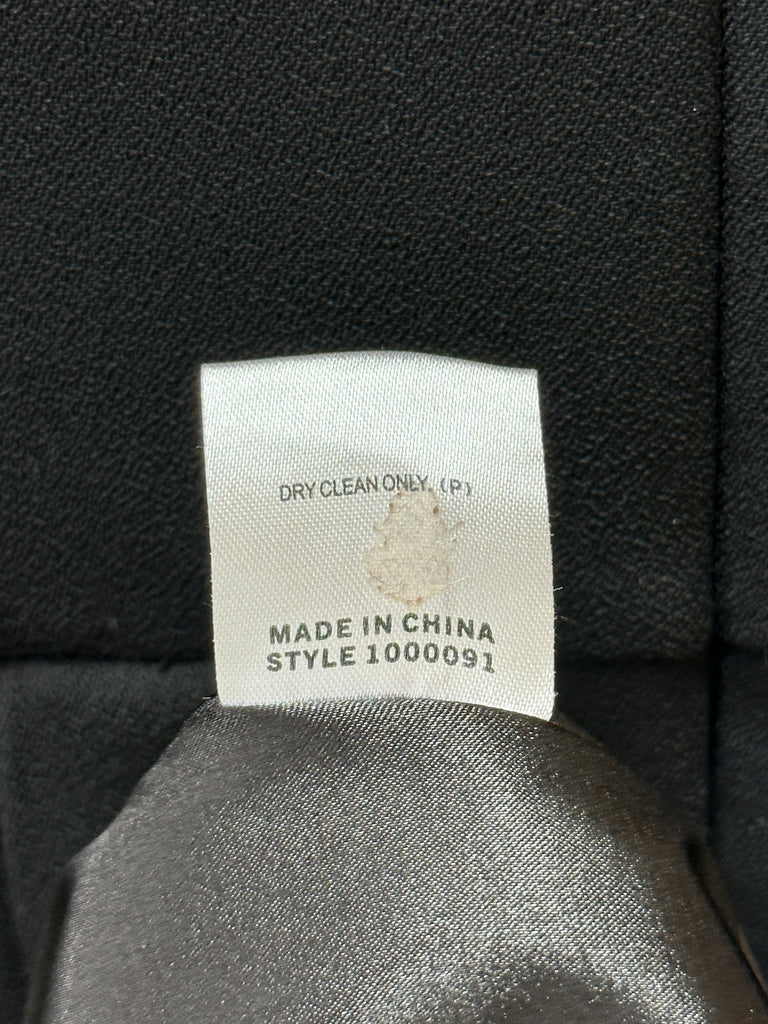 DRY CLEAN ONLY. (P)
MADE IN CHINA
STYLE 1000091